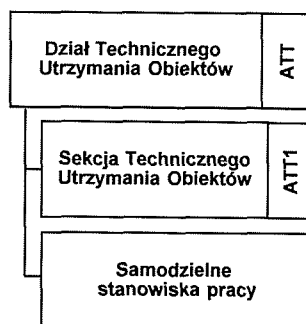 Dział Technicznego
Utrzymania Obiektów
ATT
Sekcja Technicznego
Utrzymania Obiektów
ATT1
Samodzielne
stanowiska pracy